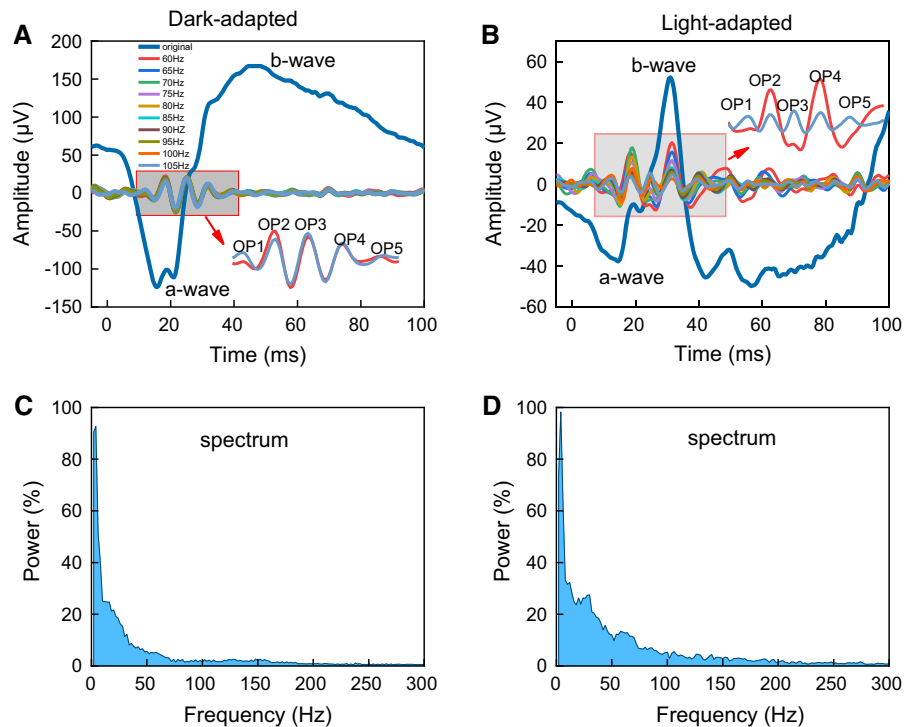 Dark-adapted
A
200
150
100
50
0
-50
-100
-150
Amplitude (µV)
original
60Hz
65Hz
70Hz
75Hz
80Hz
85Hz
90HZ
95Hz
100Hz
105Hz
b-wave
a-wave
OP1
OP2
OP3
OP4
OP5
0
20
40
60
80
100
Time (ms)
Light-adapted
B
60
40
20
0
-20
-40
-60
Amplitude (µV)
b-wave
a-wave
OP1
OP2
OP3
OP4
OP5
0
20
40
60
80
100
Time (ms)
C
100
80
60
40
20
0
Power (%)
spectrum
0
50
100
150
200
250
300
Frequency (Hz)
D
100
80
60
40
20
0
Power (%)
spectrum
0
50
100
150
200
250
300
Frequency (Hz)